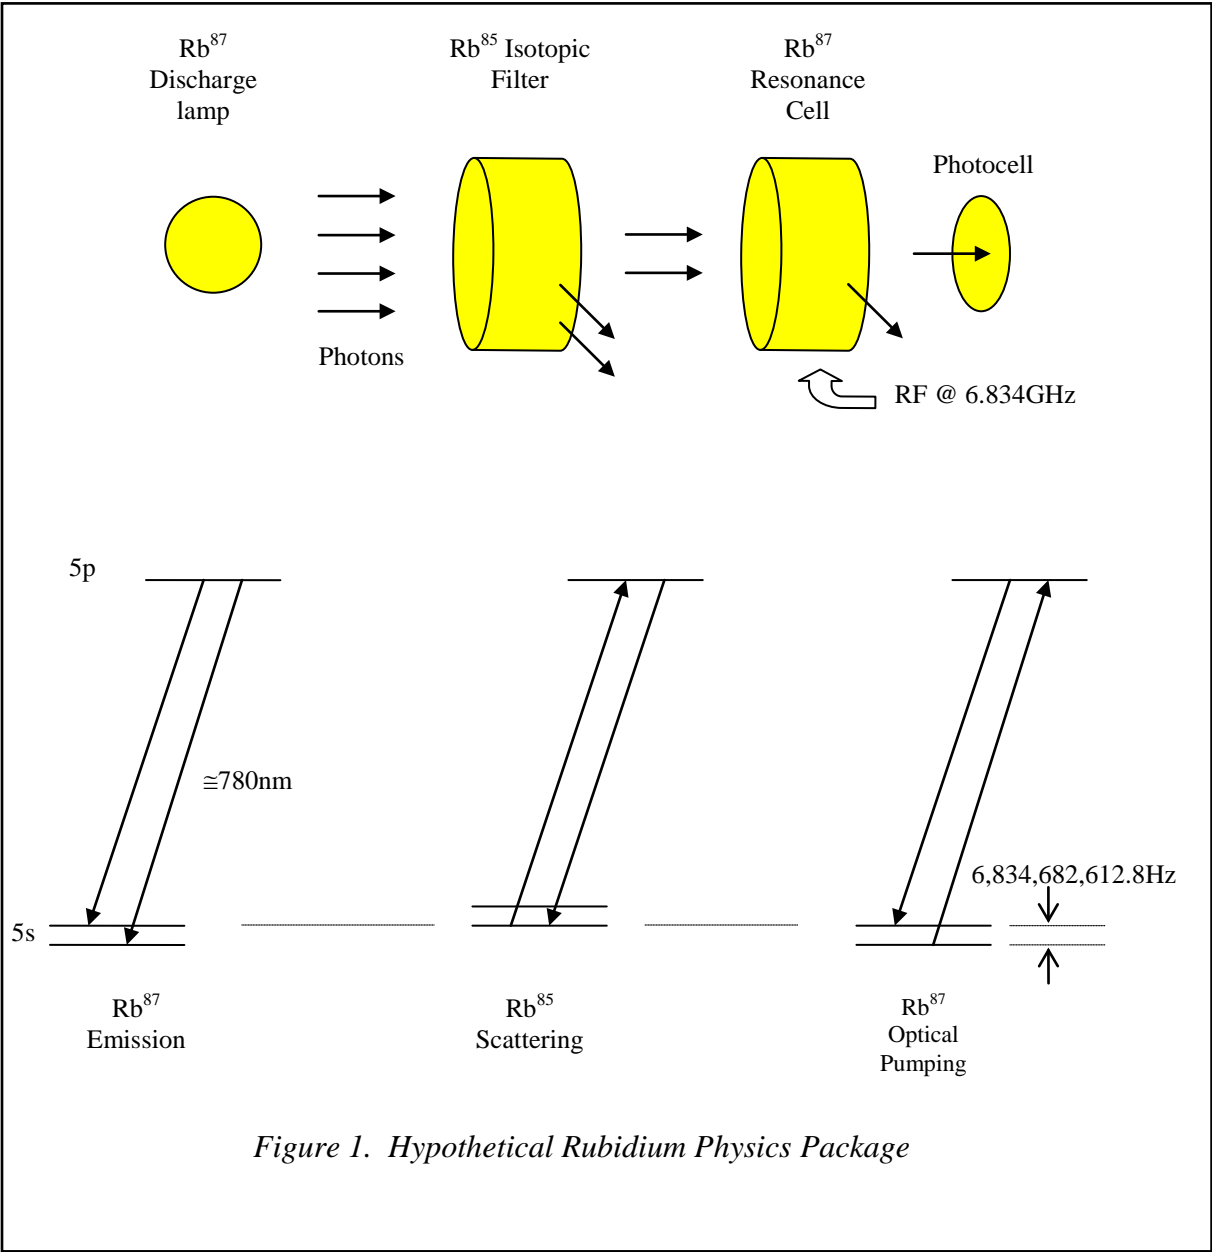 Rb⁸⁷
Discharge
lamp
Rb⁸⁵ Isotopic
Filter
Rb⁸⁷
Resonance
Cell
Photocell
Photons
RF @ 6.834GHz
5p
≅780nm
6,834,682,612.8Hz
5s
Rb⁸⁷
Emission
Rb⁸⁵
Scattering
Rb⁸⁷
Optical
Pumping
Figure 1. Hypothetical Rubidium Physics Package